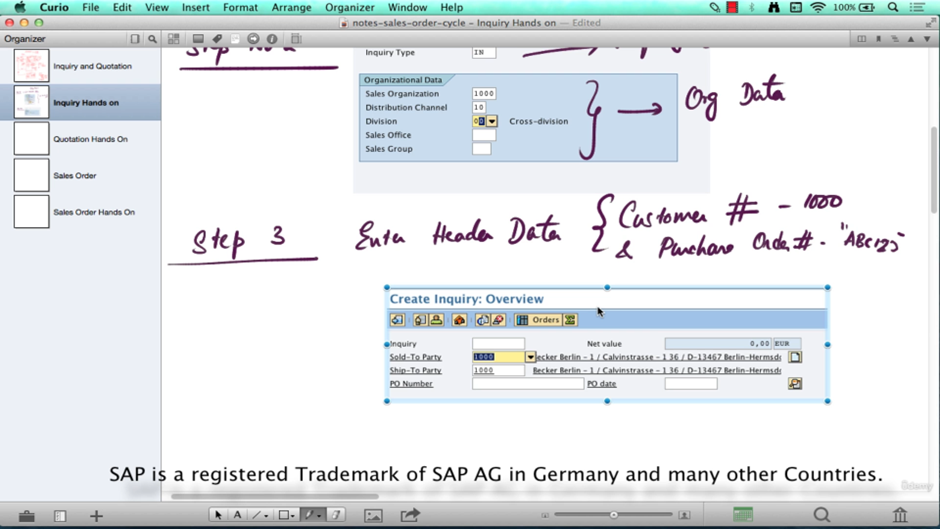 Curio File Edit Insert Format Arrange Organizer Window Help 100%
notes-sales-order-cycle - Inquiry Hands on — Edited
Organizer
Inquiry and Quotation
Inquiry Hands on
Quotation Hands On
Sales Order
Sales Order Hands On
Inquiry Type IN
Organizational Data
Sales Organization 1000
Distribution Channel 10
Division 00 Cross-division
Sales Office
Sales Group
Org Data
Step 3 Enter Header Data { Customer # - 1000
& Purchase Order #. "ABC123"
Create Inquiry: Overview
Orders
Inquiry Net value 0,00 EUR
Sold-To Party 1000 Becker Berlin - 1 / Calvinstrasse - 1 36 / D-13467 Berlin-Hermsdo
Ship-To Party 1000 Becker Berlin - 1 / Calvinstrasse - 1 36 / D-13467 Berlin-Hermsdo
PO Number PO date
SAP is a registered Trademark of SAP AG in Germany and many other Countries.
Udemy